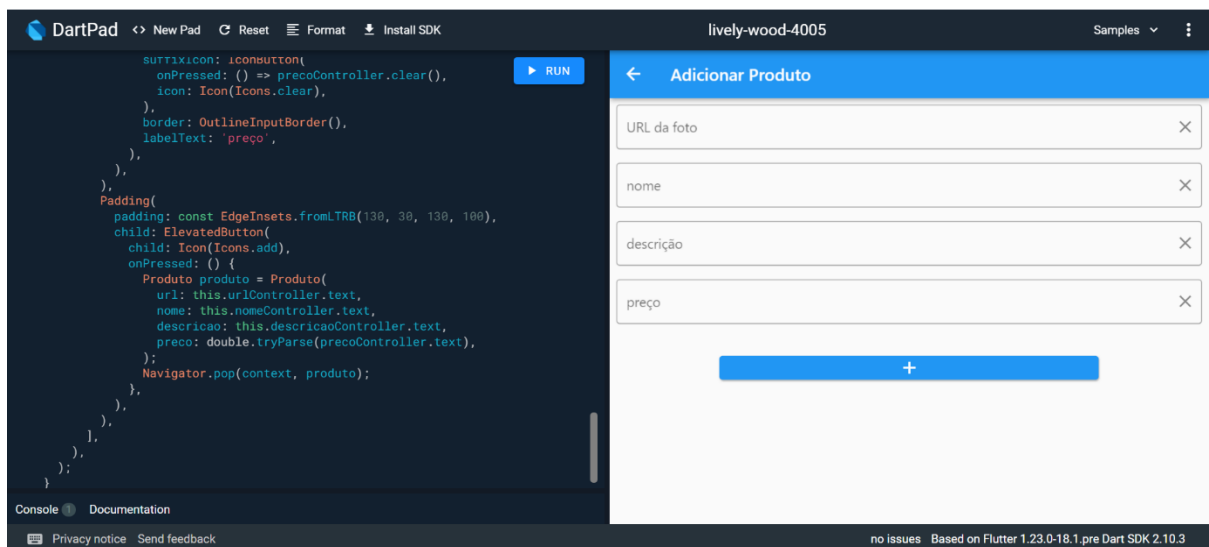 DartPad <> New Pad Reset Format Install SDK lively-wood-4005 Samples
suffixIcon: IconButton(
onPressed: () => precoController.clear(),
icon: Icon(Icons.clear),
),
border: OutlineInputBorder(),
labelText: 'preço',
),
),
),
Padding(
padding: const EdgeInsets.fromLTRB(130, 30, 130, 100),
child: ElevatedButton(
child: Icon(Icons.add),
onPressed: () {
Produto produto = Produto(
url: this.urlController.text,
nome: this.nomeController.text,
descricao: this.descricaoController.text,
preco: double.tryParse(precoController.text),
);
Navigator.pop(context, produto);
},
),
),
],
),
);
}
RUN
Adicionar Produto
URL da foto
nome
descrição
preço
+
Console 1 Documentation
Privacy notice Send feedback
no issues Based on Flutter 1.23.0-18.1.pre Dart SDK 2.10.3